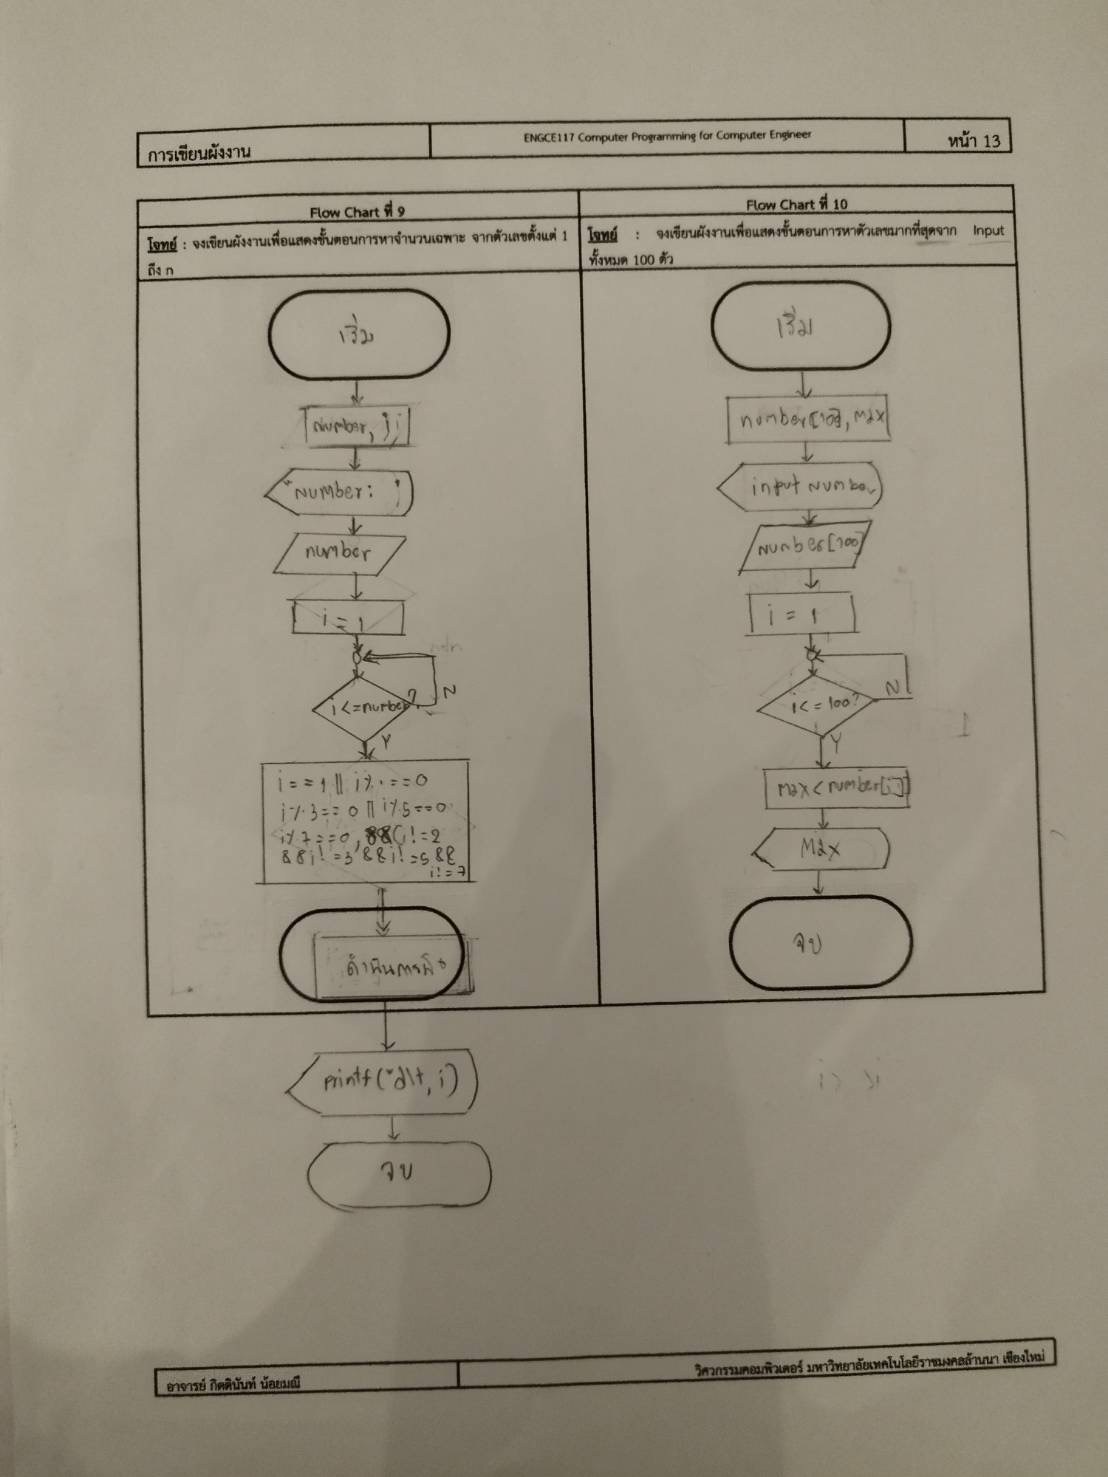 การเขียนผังงาน
ENGCE117 Computer Programming for Computer Engineer
หน้า 13
Flow Chart ที่ 9
โจทย์ : จงเขียนผังงานเพื่อแสดงขั้นตอนการหาจำนวนเฉพาะ จากตัวเลขตั้งแต่ 1
ถึง n
เริ่ม
number, i;
"Number:
number
i = 1
i <= number?
N
Y
i == 1 || i%
== 0
i%3 == 0 || i%5 == 0
i%7 == 0, && (i != 2
&& i! = 3 && i! = 5 &&
i! = 7
printf("dlt, i)
จบ
Flow Chart ที่ 10
โจทย์ : จงเขียนผังงานเพื่อแสดงขั้นตอนการหาตัวเลขมากที่สุดจาก Input
ทั้งหมด 100 ตัว
เริ่ม
number[100], Max
input Number
Number[100]
i = 1
i <= 100?
N
Y
Max < number[i]
Max
จบ
อาจารย์ กิตตินันท์ น้อยมณี
วิศวกรรมคอมพิวเตอร์ มหาวิทยาลัยเทคโนโลยีราชมงคลล้านนา เชียงใหม่